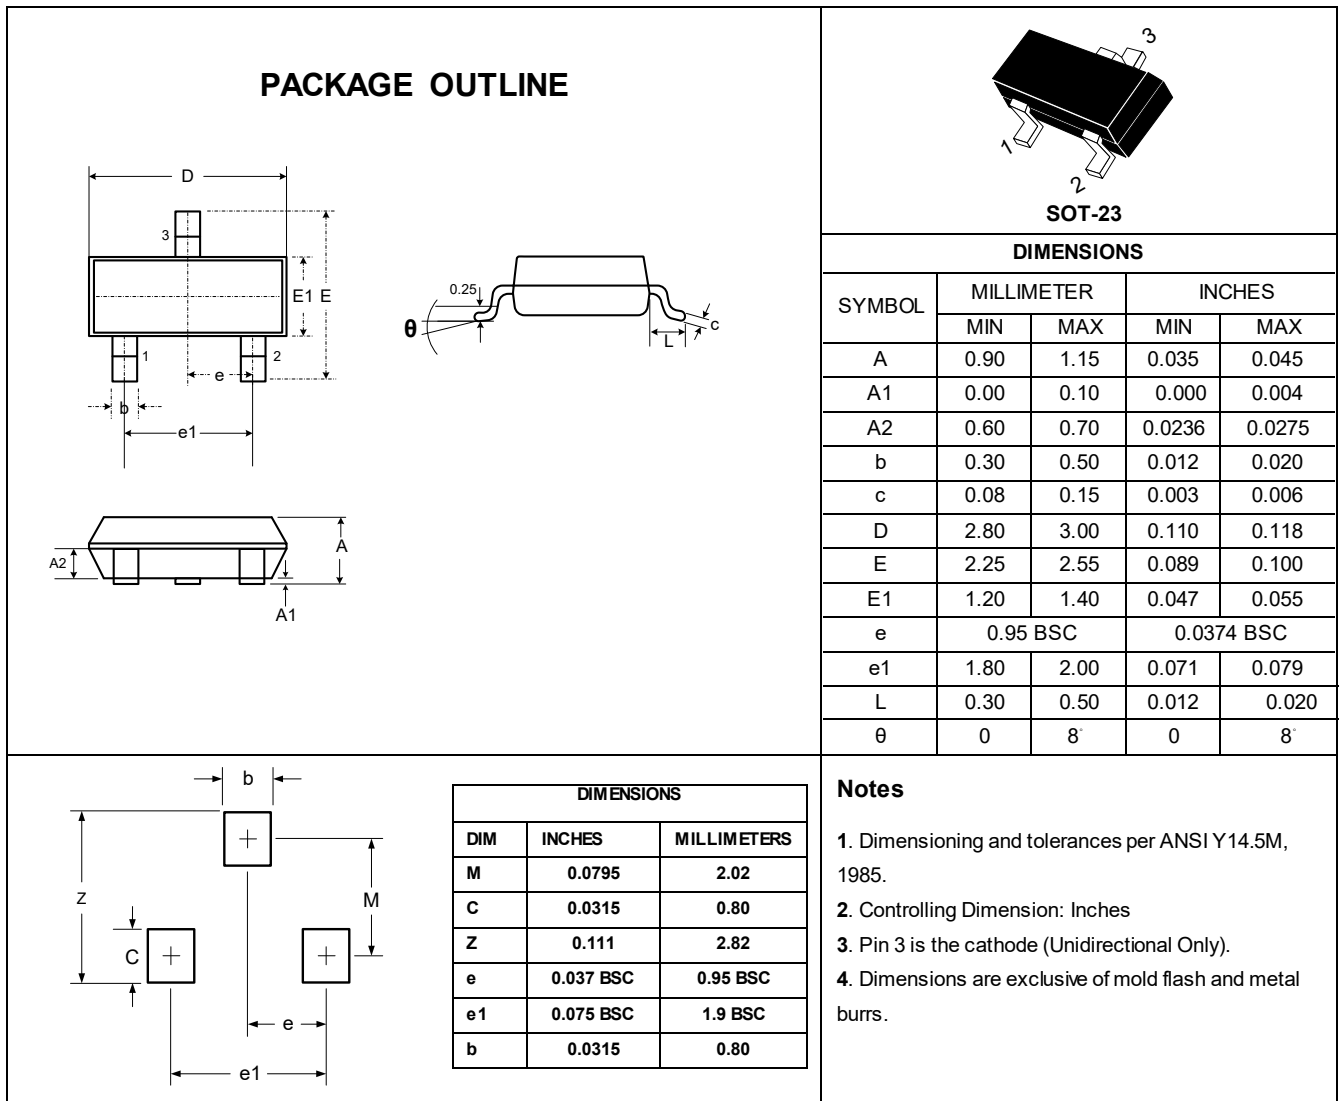 PACKAGE OUTLINE
D
3
E1 E
1
2
e
b
e1
0.25
θ
L
c
A2
A
A1
3
1
2
SOT-23
DIMENSIONS
SYMBOL MILLIMETER INCHES
MIN MAX MIN MAX
A 0.90 1.15 0.035 0.045
A1 0.00 0.10 0.000 0.004
A2 0.60 0.70 0.0236 0.0275
b 0.30 0.50 0.012 0.020
c 0.08 0.15 0.003 0.006
D 2.80 3.00 0.110 0.118
E 2.25 2.55 0.089 0.100
E1 1.20 1.40 0.047 0.055
e 0.95 BSC 0.0374 BSC
e1 1.80 2.00 0.071 0.079
L 0.30 0.50 0.012 0.020
θ 0 8° 0 8°
b
Z
M
C
e
e1
DIMENSIONS
DIM INCHES MILLIMETERS
M 0.0795 2.02
C 0.0315 0.80
Z 0.111 2.82
e 0.037 BSC 0.95 BSC
e1 0.075 BSC 1.9 BSC
b 0.0315 0.80
Notes
1. Dimensioning and tolerances per ANSI Y14.5M,
1985.
2. Controlling Dimension: Inches
3. Pin 3 is the cathode (Unidirectional Only).
4. Dimensions are exclusive of mold flash and metal
burrs.